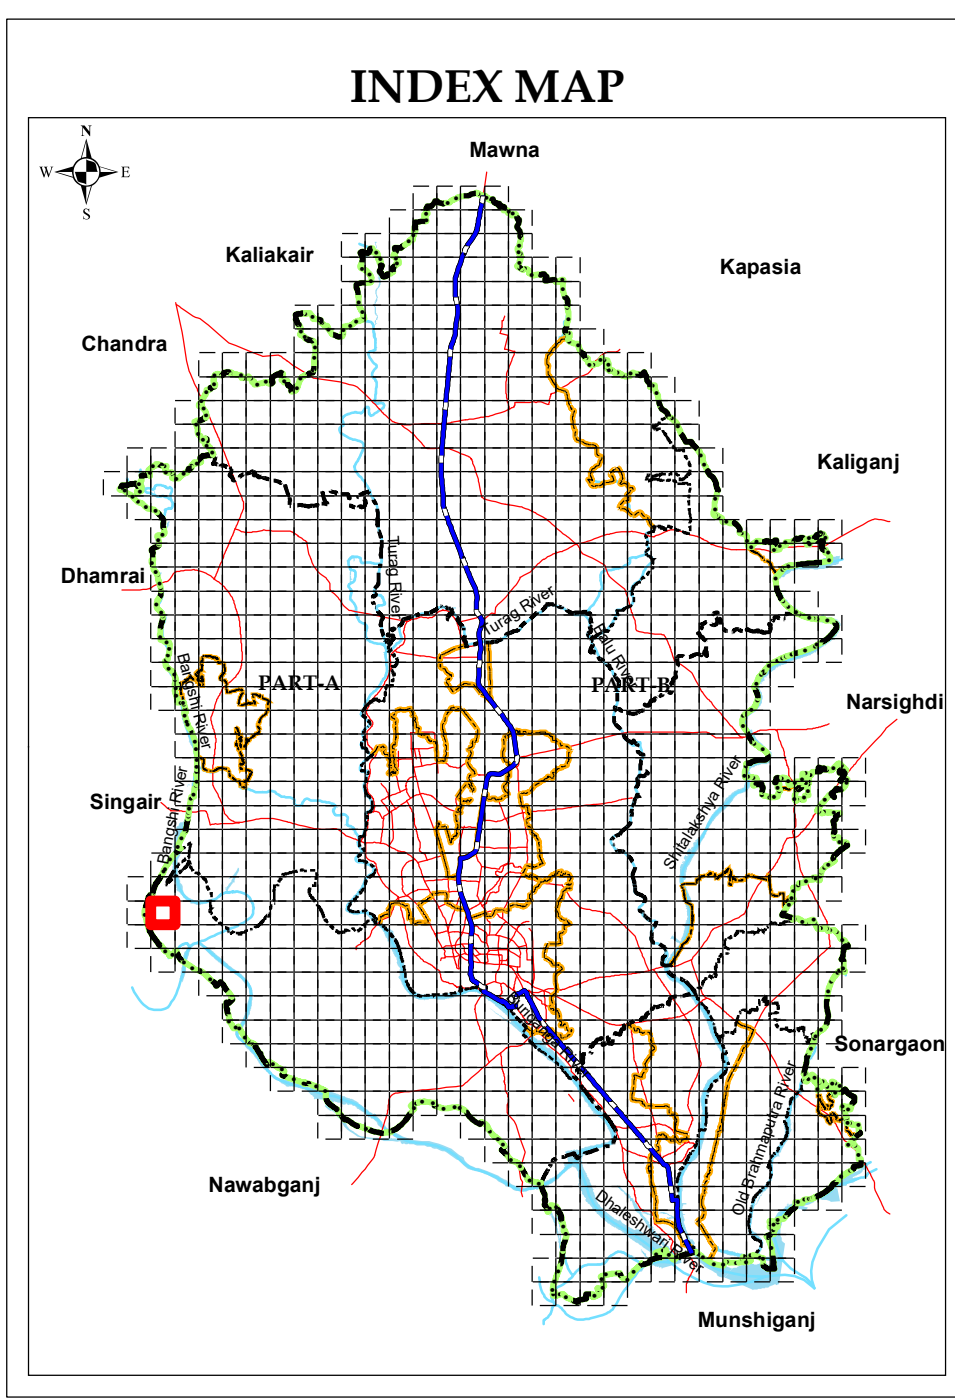 INDEX MAP
N
W
E
S
Mawna
Kaliakair
Kapasia
Chandra
Kaliganj
Dhamrai
Turag River
Turag River
Balu River
Bangshi River
PART-A
PART-B
Narsighdi
Singair
Bangshi River
Shitalakshya River
Buriganga River
Sonargaon
Old Brahmaputra River
Nawabganj
Dhaleshwari River
Munshiganj